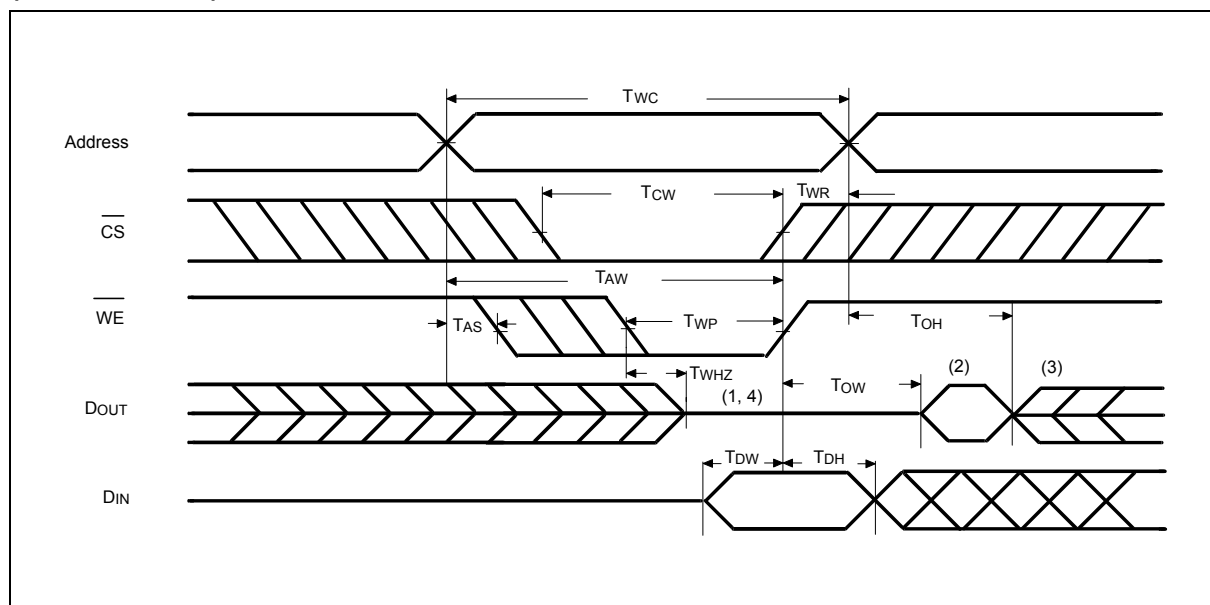 TWC
Address
TCW
TWR
CS
TAW
WE
TAS
TWP
TOH
TWHZ
(1, 4)
TOW
(2)
(3)
DOUT
TDW
TDH
DIN